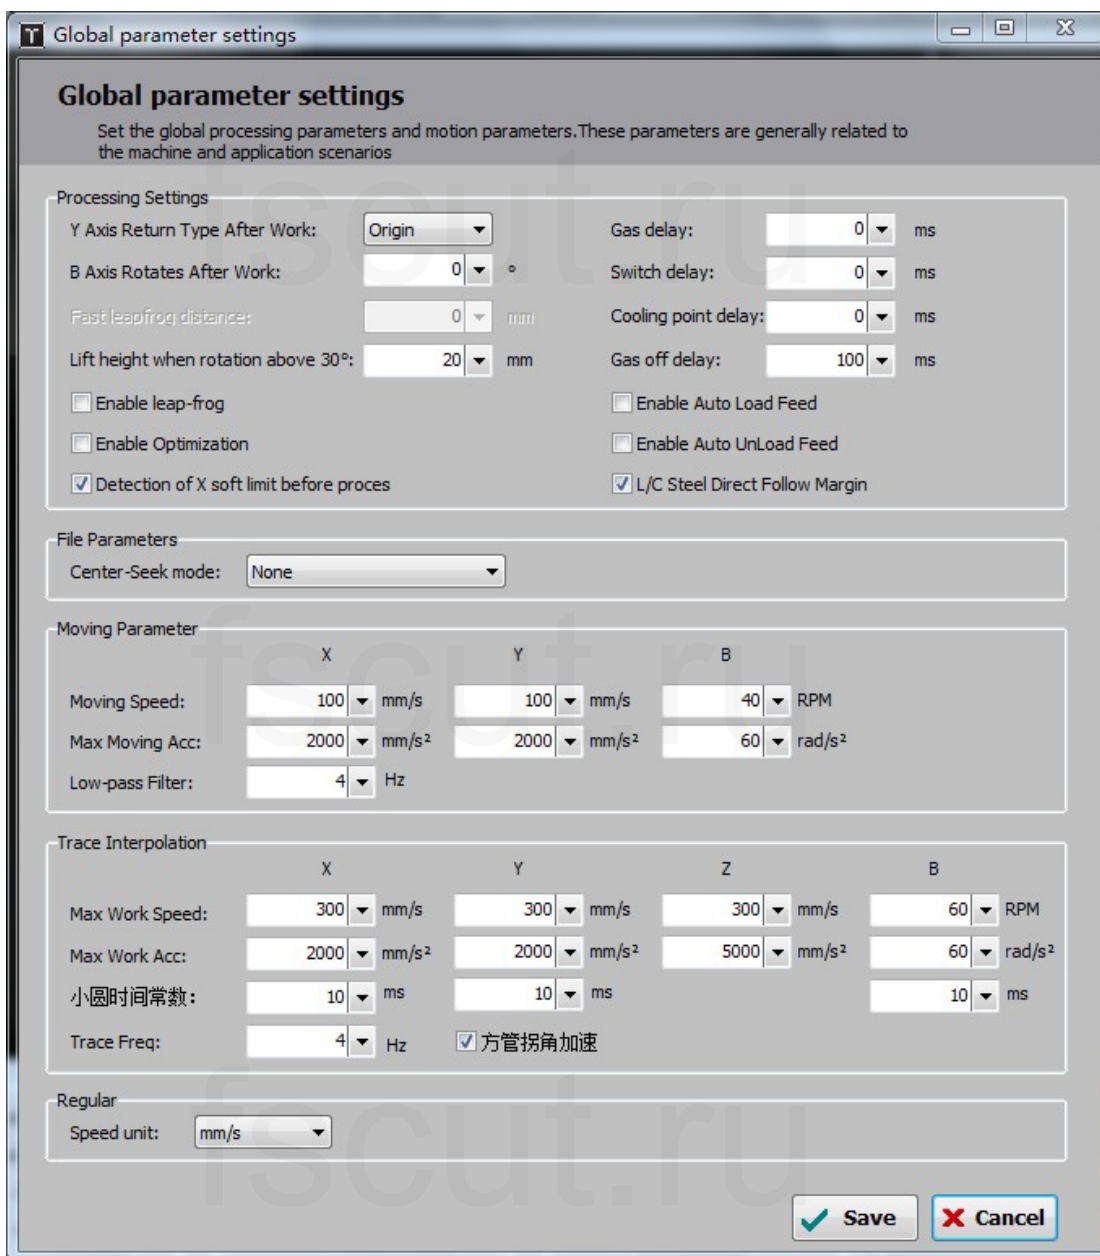 Global parameter settings
Global parameter settings
Set the global processing parameters and motion parameters.These parameters are generally related to
the machine and application scenarios
fscut.ru
Processing Settings
Y Axis Return Type After Work: Origin Gas delay: 0 ms
B Axis Rotates After Work: 0 ° Switch delay: 0 ms
Fast leapfrog distance: 0 mm Cooling point delay: 0 ms
Lift height when rotation above 30°: 20 mm Gas off delay: 100 ms
Enable leap-frog Enable Auto Load Feed
Enable Optimization Enable Auto UnLoad Feed
Detection of X soft limit before proces L/C Steel Direct Follow Margin
File Parameters
Center-Seek mode: None
Moving Parameter
fscut.ru
X Y B
Moving Speed: 100 mm/s 100 mm/s 40 RPM
Max Moving Acc: 2000 mm/s² 2000 mm/s² 60 rad/s²
Low-pass Filter: 4 Hz
Trace Interpolation
X Y Z B
Max Work Speed: 300 mm/s 300 mm/s 300 mm/s 60 RPM
Max Work Acc: 2000 mm/s² 2000 mm/s² 5000 mm/s² 60 rad/s²
小圆时间常数： 10 ms 10 ms 10 ms
Trace Freq: 4 Hz 方管拐角加速
Regular
Speed unit: mm/s
fscut.ru
Save Cancel